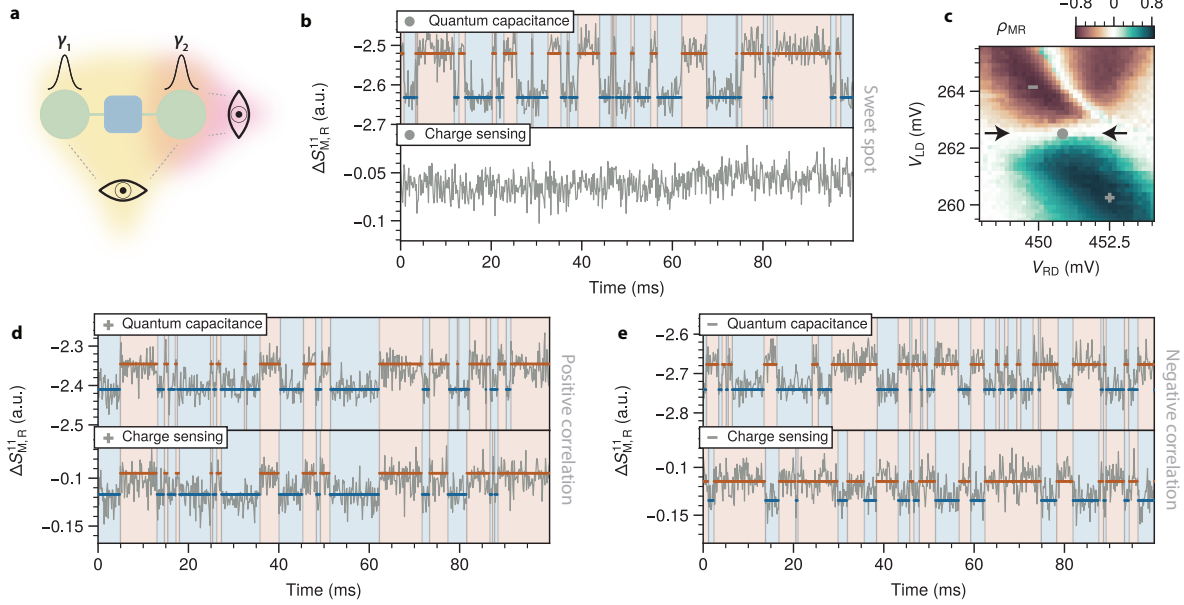 a
γ1
γ2
b
Quantum capacitance
−2.5
−2.6
−2.7
Charge sensing
−0.05
−0.1
ΔS11M, R (a.u.)
0
20
40
60
80
Time (ms)
Sweet spot
c
−0.8
0
0.8
ρMR
264
262
260
VLD (mV)
450
452.5
VRD (mV)
d
Quantum capacitance
−2.3
−2.4
−2.5
Charge sensing
−0.1
−0.15
ΔS11M, R (a.u.)
0
20
40
60
80
Time (ms)
Positive correlation
e
Quantum capacitance
−2.6
−2.7
−2.8
Charge sensing
−0.1
−0.15
ΔS11M, R (a.u.)
0
20
40
60
80
Time (ms)
Negative correlation